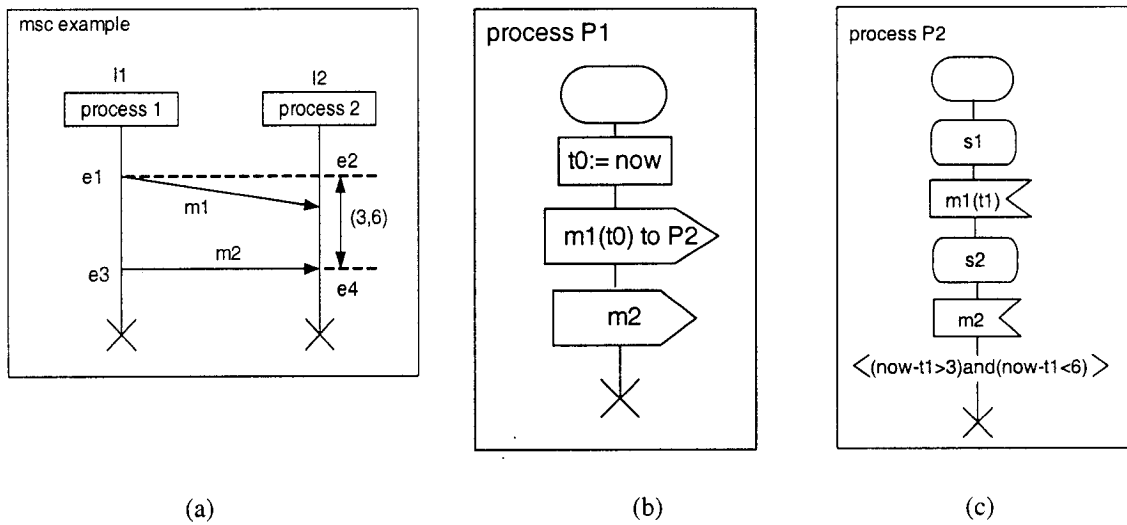 msc example
I1
I2
process 1
process 2
e1
e2
m1
(3,6)
m2
e3
e4
(a)
process P1
t0:= now
m1(t0) to P2
m2
(b)
process P2
s1
m1(t1)
s2
m2
(now-t1>3)and(now-t1<6)
(c)